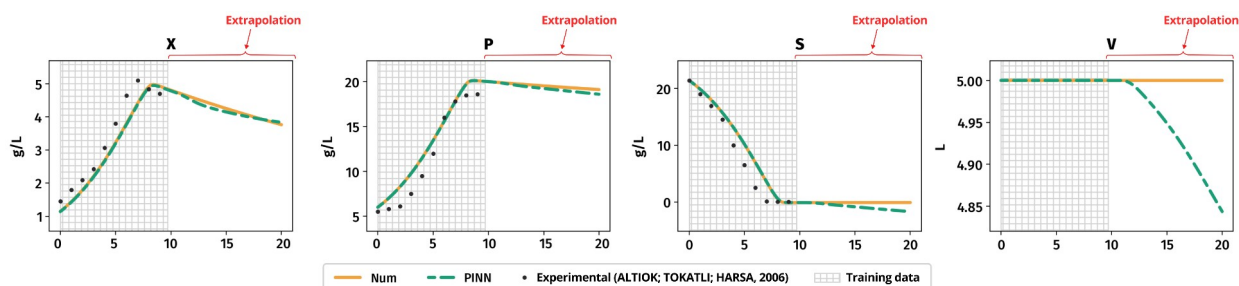 Extrapolation
Extrapolation
Extrapolation
Extrapolation
X
P
S
V
g/L
5
4
3
2
1
0
5
10
15
20
g/L
20
15
10
5
0
5
10
15
20
g/L
20
10
0
0
5
10
15
20
L
5.00
4.95
4.90
4.85
0
5
10
15
20
Num
PINN
Experimental (ALTIOK; TOKATLI; HARSA, 2006)
Training data